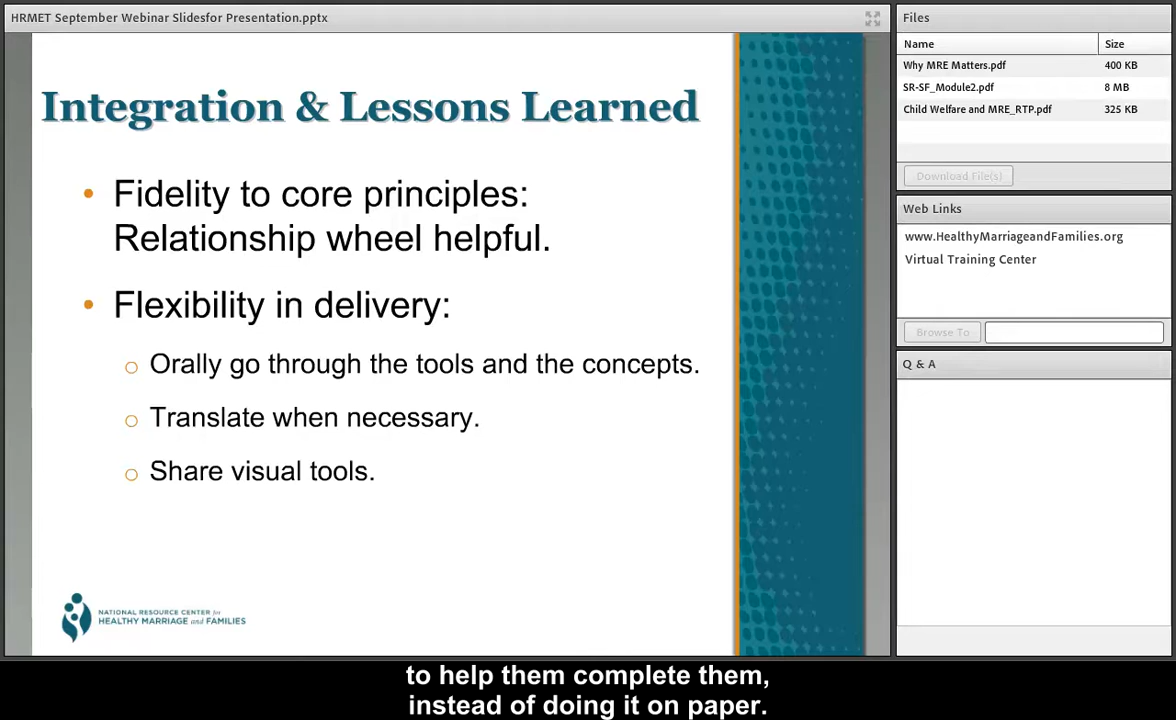 HRMET September Webinar Slidesfor Presentation.pptx
Integration & Lessons Learned
• Fidelity to core principles:
Relationship wheel helpful.
• Flexibility in delivery:
o Orally go through the tools and the concepts.
o Translate when necessary.
o Share visual tools.
NATIONAL RESOURCE CENTER for
HEALTHY MARRIAGE and FAMILIES
Files
Name Size
Why MRE Matters.pdf 400 KB
SR-SF_Module2.pdf 8 MB
Child Welfare and MRE_RTP.pdf 325 KB
Download File(s)
Web Links
www.HealthyMarriageandFamilies.org
Virtual Training Center
Browse To
Q & A
to help them complete them,
instead of doing it on paper.